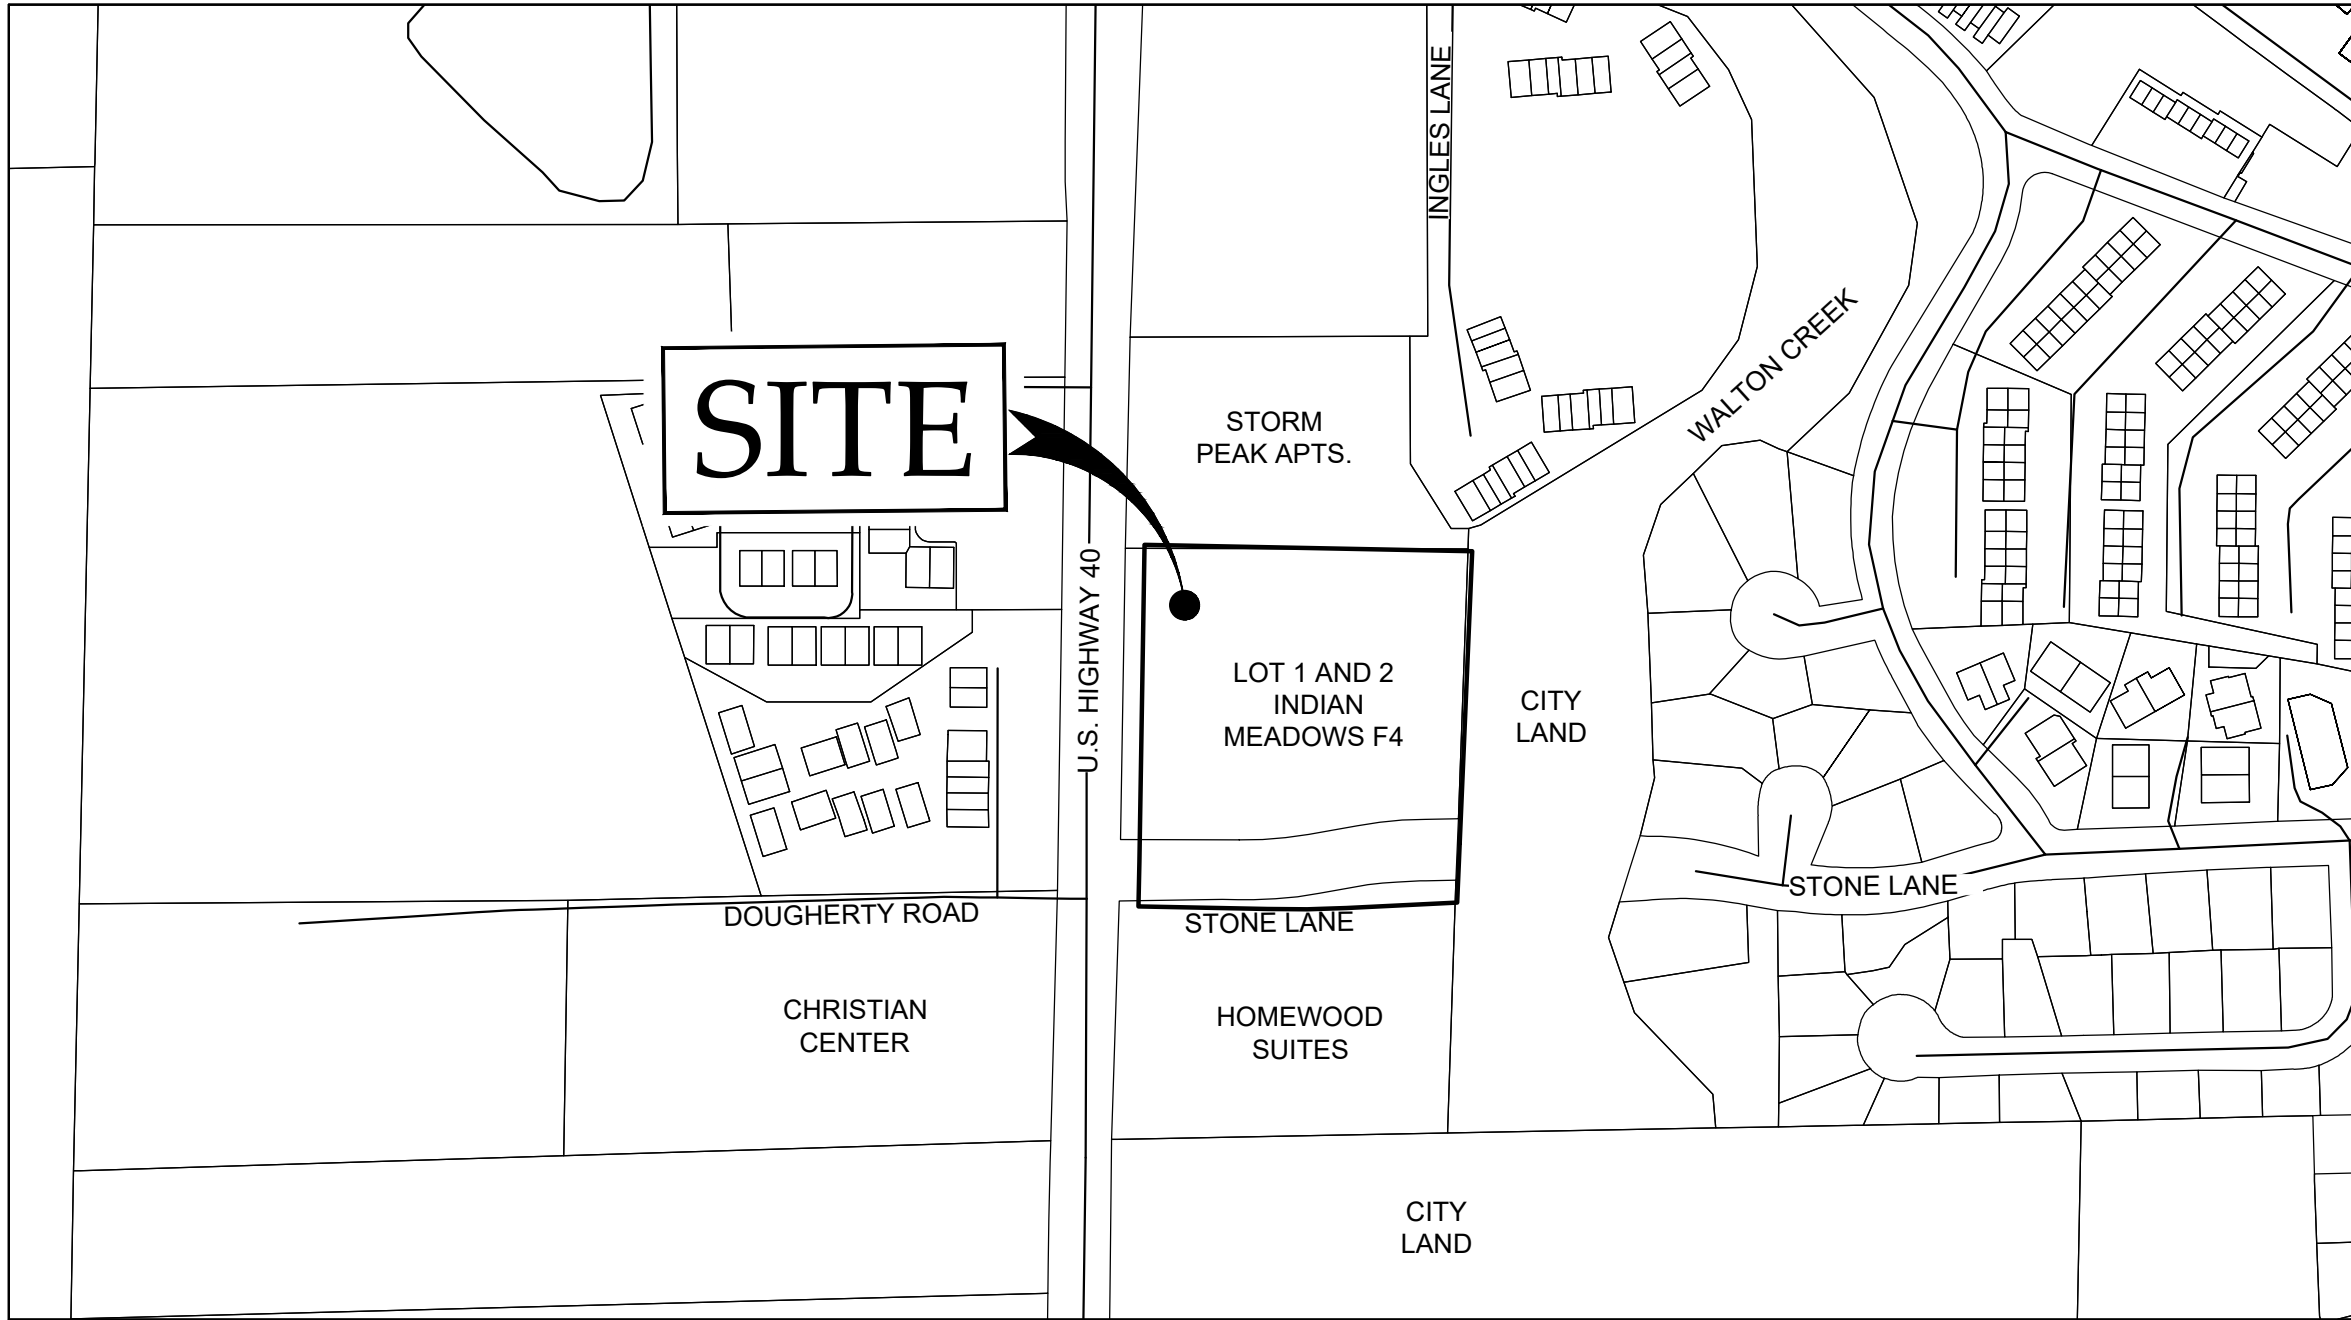 INGLES LANE
WALTON CREEK
SITE
STORM
PEAK APTS.
U.S. HIGHWAY 40
LOT 1 AND 2
INDIAN
MEADOWS F4
CITY
LAND
STONE LANE
DOUGHERTY ROAD
STONE LANE
CHRISTIAN
CENTER
HOMEWOOD
SUITES
CITY
LAND